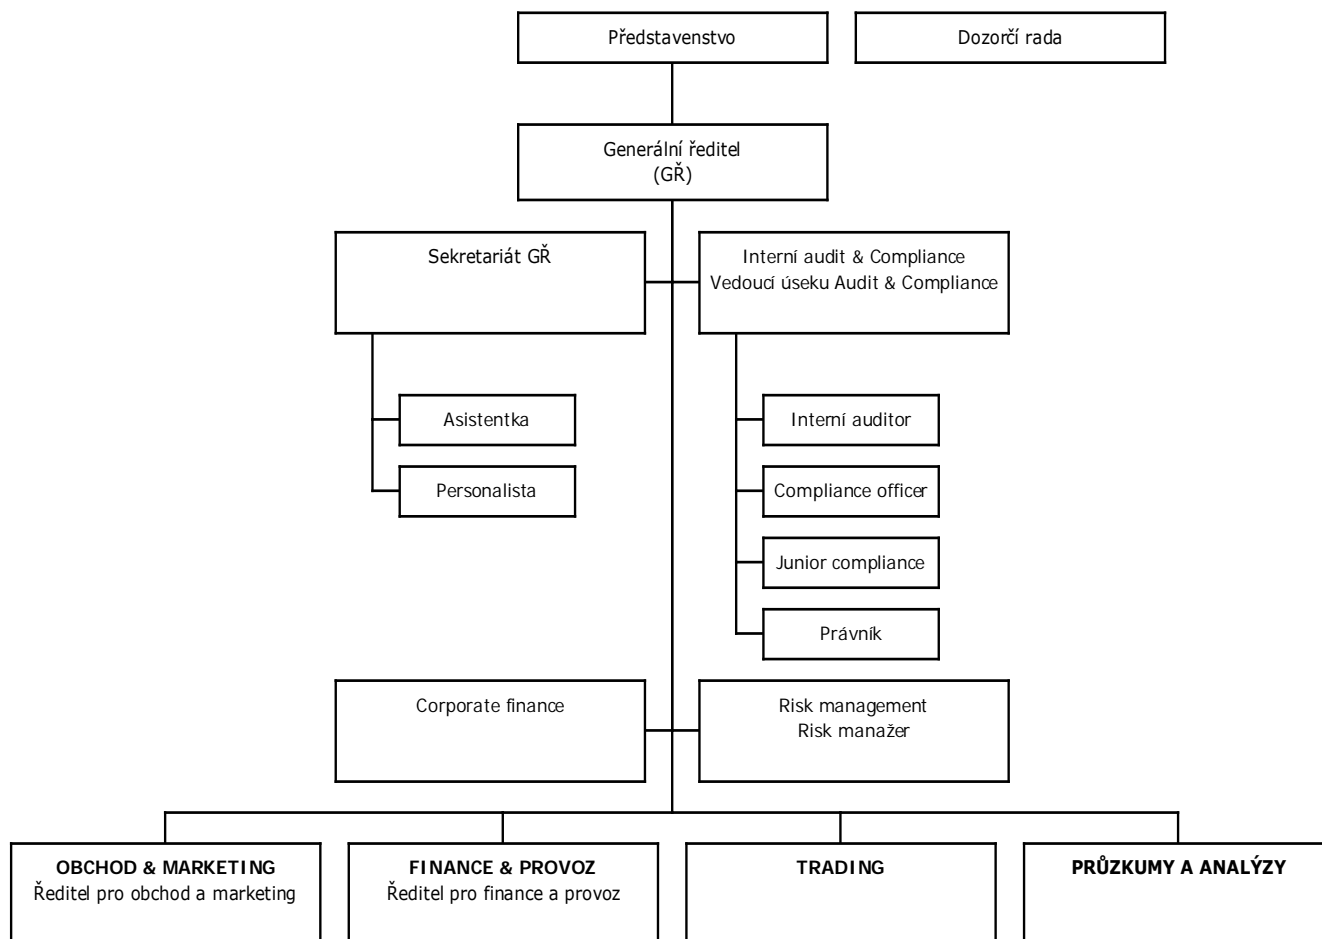 Představenstvo
Dozorčí rada
Generální ředitel
(GŘ)
Sekretariát GŘ
Interní audit & Compliance
Vedoucí úseku Audit & Compliance
Asistentka
Interní auditor
Personalista
Compliance officer
Junior compliance
Právník
Corporate finance
Risk management
Risk manažer
OBCHOD & MARKETING
Ředitel pro obchod a marketing
FINANCE & PROVOZ
Ředitel pro finance a provoz
TRADING
PRŮZKUMY A ANALÝZY